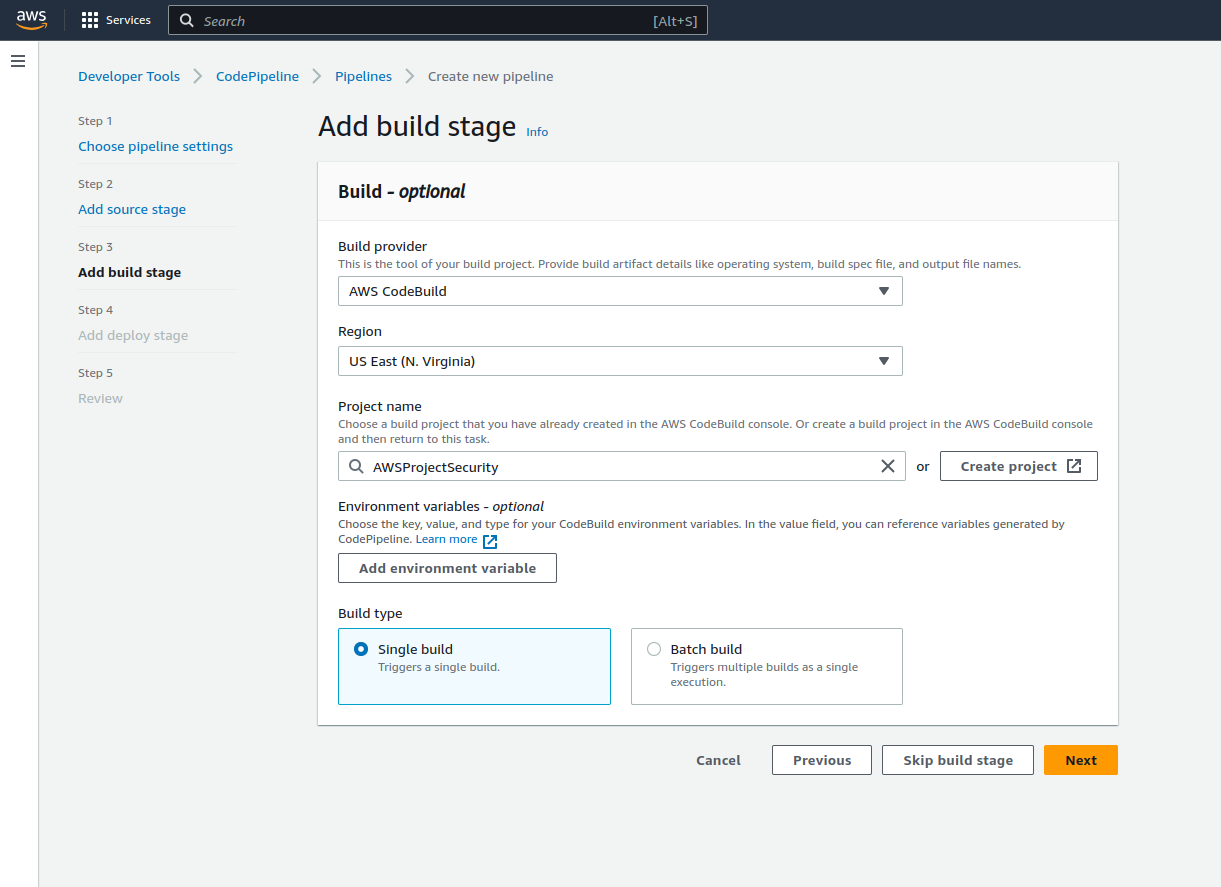 aws Services Search [Alt+S]
Developer Tools CodePipeline Pipelines Create new pipeline
Step 1
Choose pipeline settings
Step 2
Add source stage
Step 3
Add build stage
Step 4
Add deploy stage
Step 5
Review
Add build stage Info
Build – optional
Build provider
This is the tool of your build project. Provide build artifact details like operating system, build spec file, and output file names.
AWS CodeBuild
Region
US East (N. Virginia)
Project name
Choose a build project that you have already created in the AWS CodeBuild console. Or create a build project in the AWS CodeBuild console
and then return to this task.
AWSProjectSecurity or Create project
Environment variables - optional
Choose the key, value, and type for your CodeBuild environment variables. In the value field, you can reference variables generated by
CodePipeline. Learn more
Add environment variable
Build type
Single build
Triggers a single build.
Batch build
Triggers multiple builds as a single
execution.
Cancel Previous Skip build stage Next